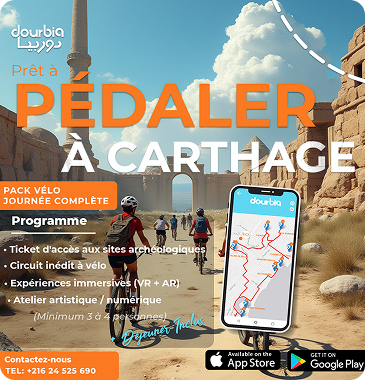 dourbia
دوربيا
Prêt à
PÉDALER
À CARTHAGE
PACK VÉLO
JOURNÉE COMPLÈTE
Programme
• Ticket d'accès aux sites archéologiques
• Circuit inédit à vélo
• Expériences immersives (VR + AR)
• Atelier artistique / numérique
(Minimum 3 à 4 personnes)
+ Déjeuner Inclu
dourbia
Contactez-nous
TEL: +216 24 525 690
Available on the
App Store
GET IT ON
Google Play